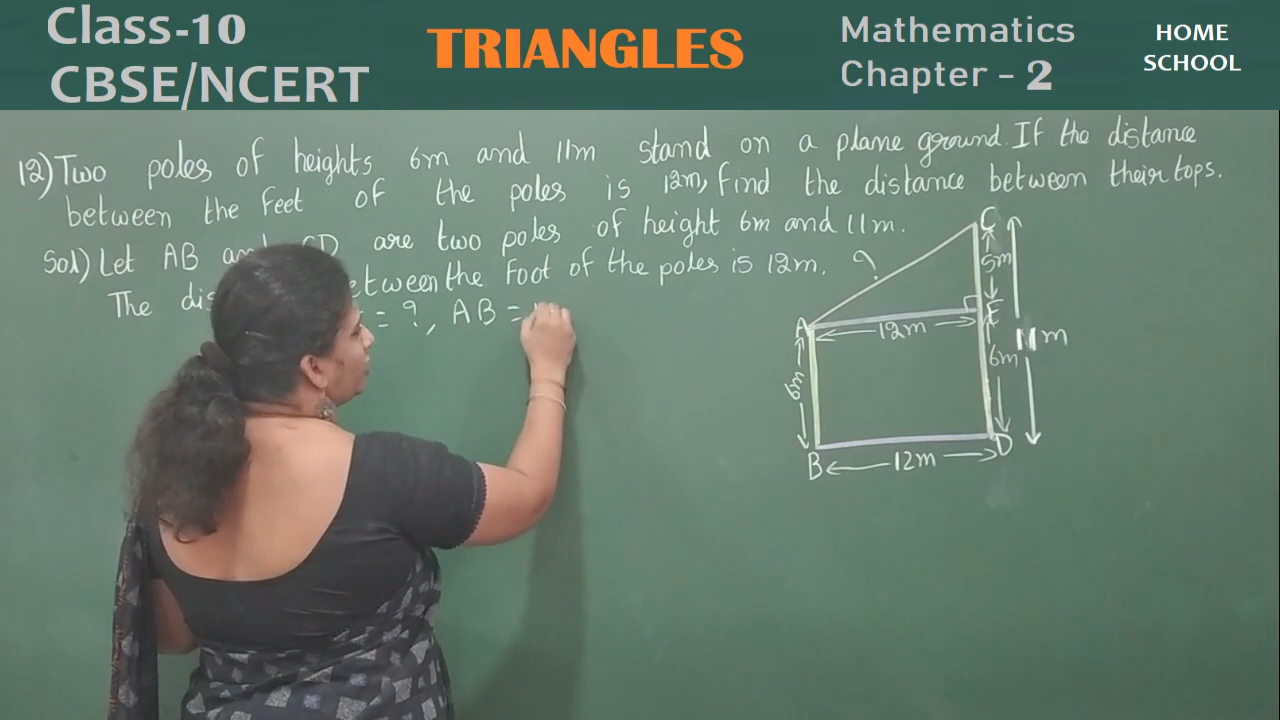 Class-10
CBSE/NCERT
TRIANGLES
Mathematics
Chapter - 2
HOME
SCHOOL
12) Two poles of heights 6m and 11m stand on a plane ground. If the distance
between the feet of the poles is 12m, find the distance between their tops.
Sol) Let AB and CD are two poles of height 6m and 11m.
The between the foot of the poles is 12m.
= ?, AB =
C
?
5m
A
12m
E
11m
6m
6m
B
12m
D